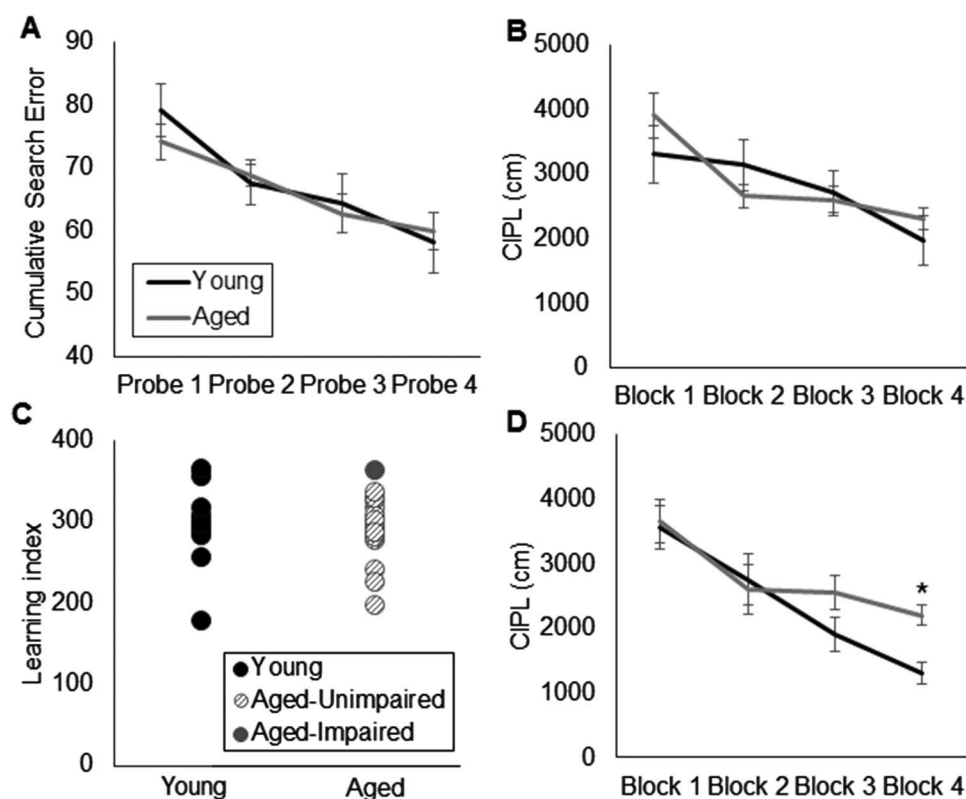 A
Cumulative Search Error
90
80
70
60
50
40
Young
Aged
Probe 1 Probe 2 Probe 3 Probe 4
B
CIPL (cm)
5000
4000
3000
2000
1000
0
Block 1 Block 2 Block 3 Block 4
C
Learning index
400
300
200
100
0
Young
Aged-Unimpaired
Aged-Impaired
Young Aged
D
CIPL (cm)
5000
4000
3000
2000
1000
0
*
Block 1 Block 2 Block 3 Block 4